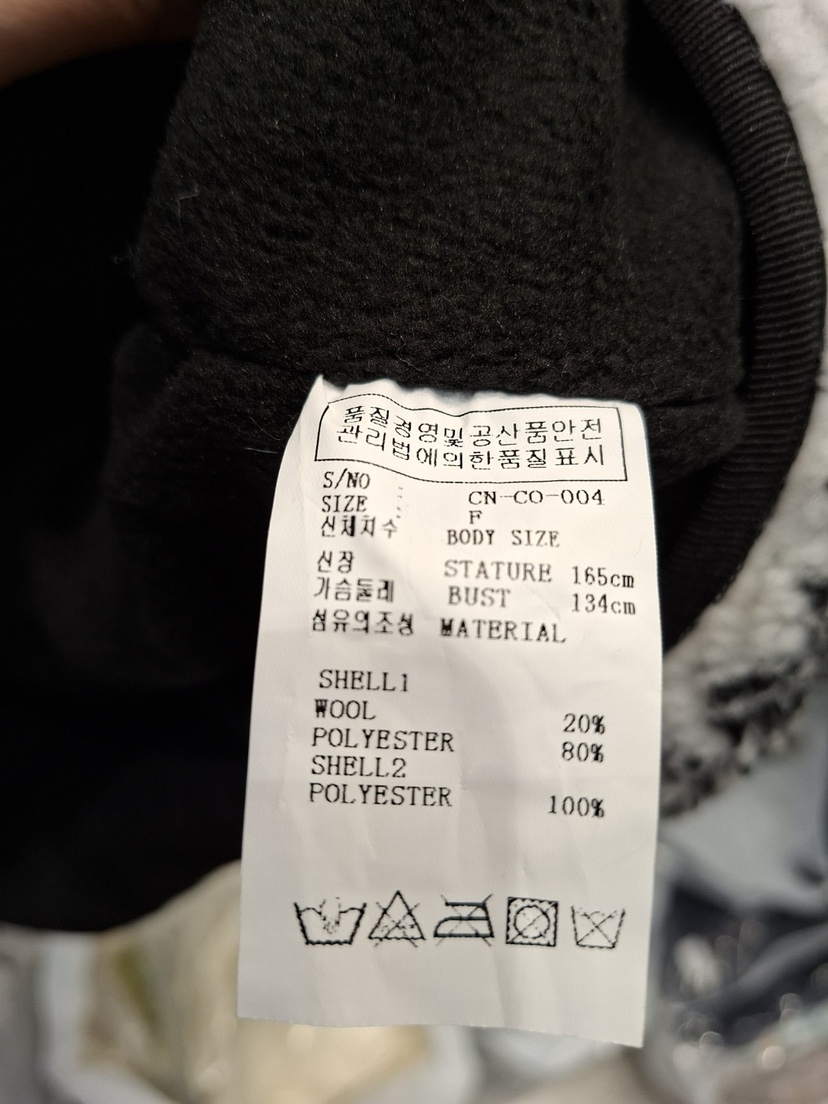 품질경영및공산품안전
관리법에의한품질표시
S/NO : CN-CO-004
SIZE : F
신체치수 BODY SIZE
신장 STATURE 165cm
가슴둘레 BUST 134cm
섬유의조성 MATERIAL
SHELL1
WOOL 20%
POLYESTER 80%
SHELL2
POLYESTER 100%